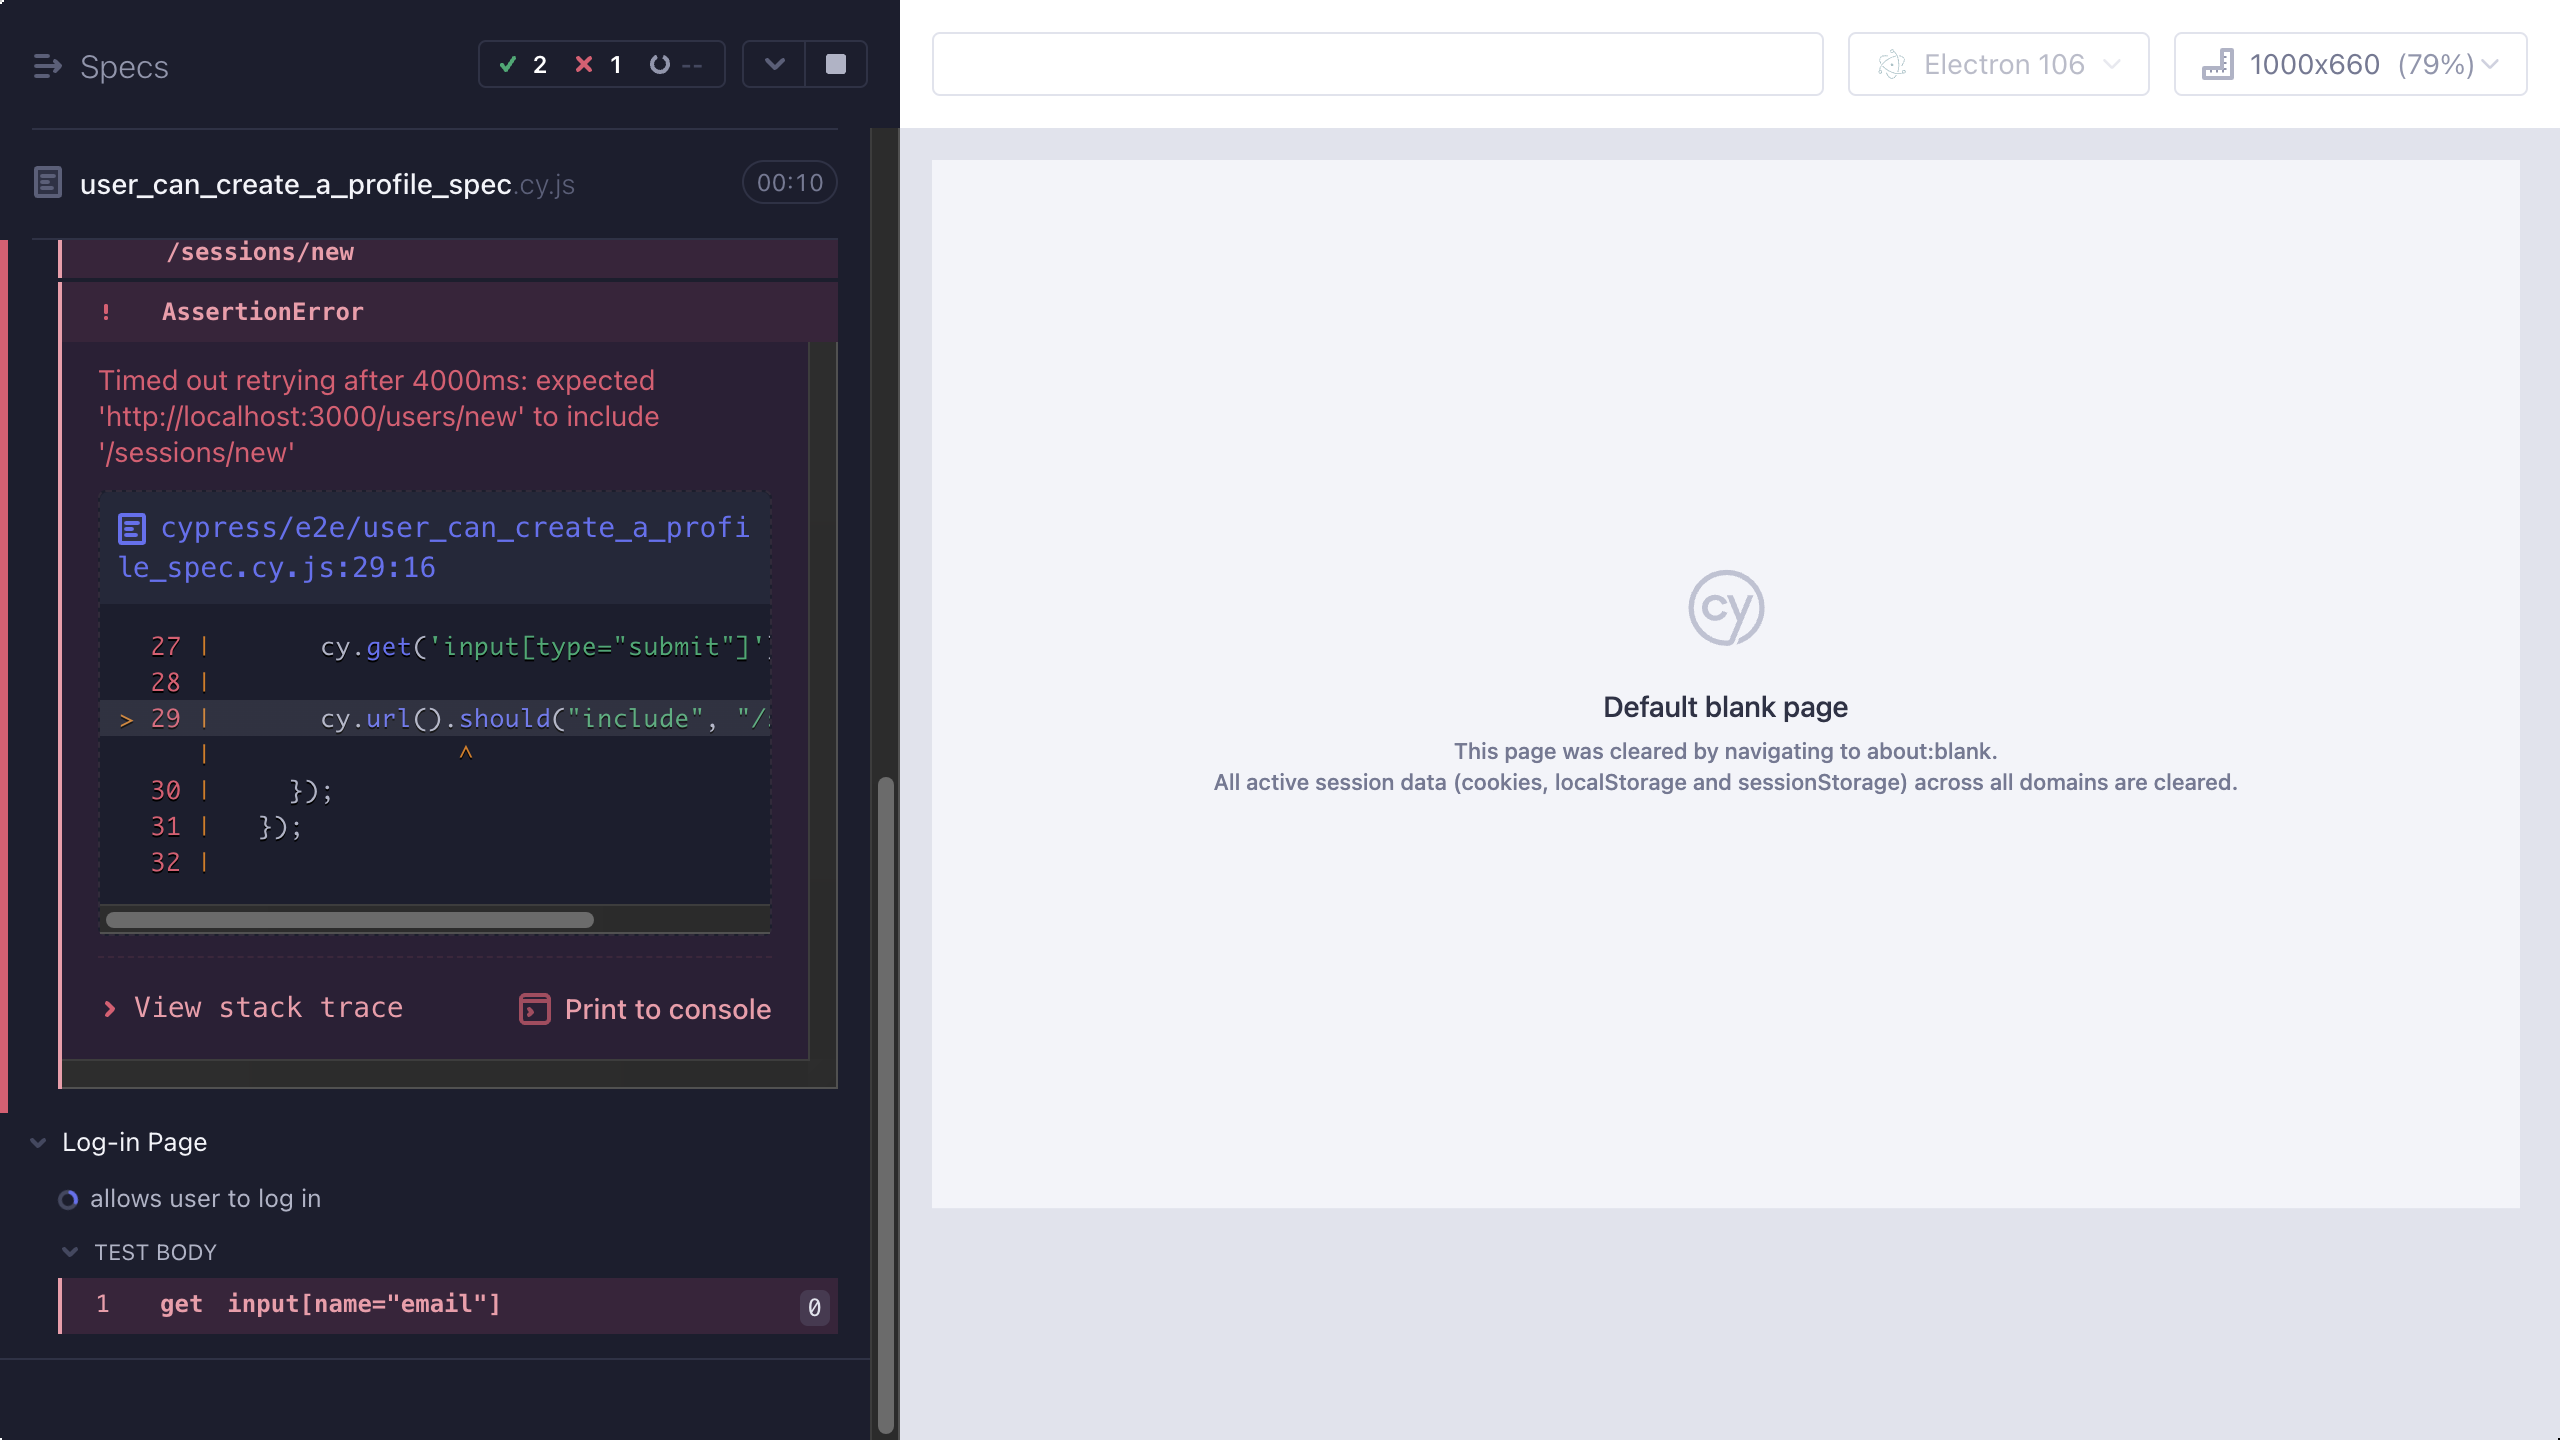 Specs
2
1
--
Electron 106
1000x660 (79%)
user_can_create_a_profile_spec.cy.js
00:10
/sessions/new
! AssertionError
Timed out retrying after 4000ms: expected
'http://localhost:3000/users/new' to include
'/sessions/new'
cypress/e2e/user_can_create_a_profi
le_spec.cy.js:29:16
27 | cy.get('input[type="submit"]'
28 |
> 29 | cy.url().should("include", "/
| ^
30 | });
31 | });
32 |
> View stack trace
Print to console
Log-in Page
allows user to log in
TEST BODY
1 get input[name="email"]
0
cy
Default blank page
This page was cleared by navigating to about:blank.
All active session data (cookies, localStorage and sessionStorage) across all domains are cleared.